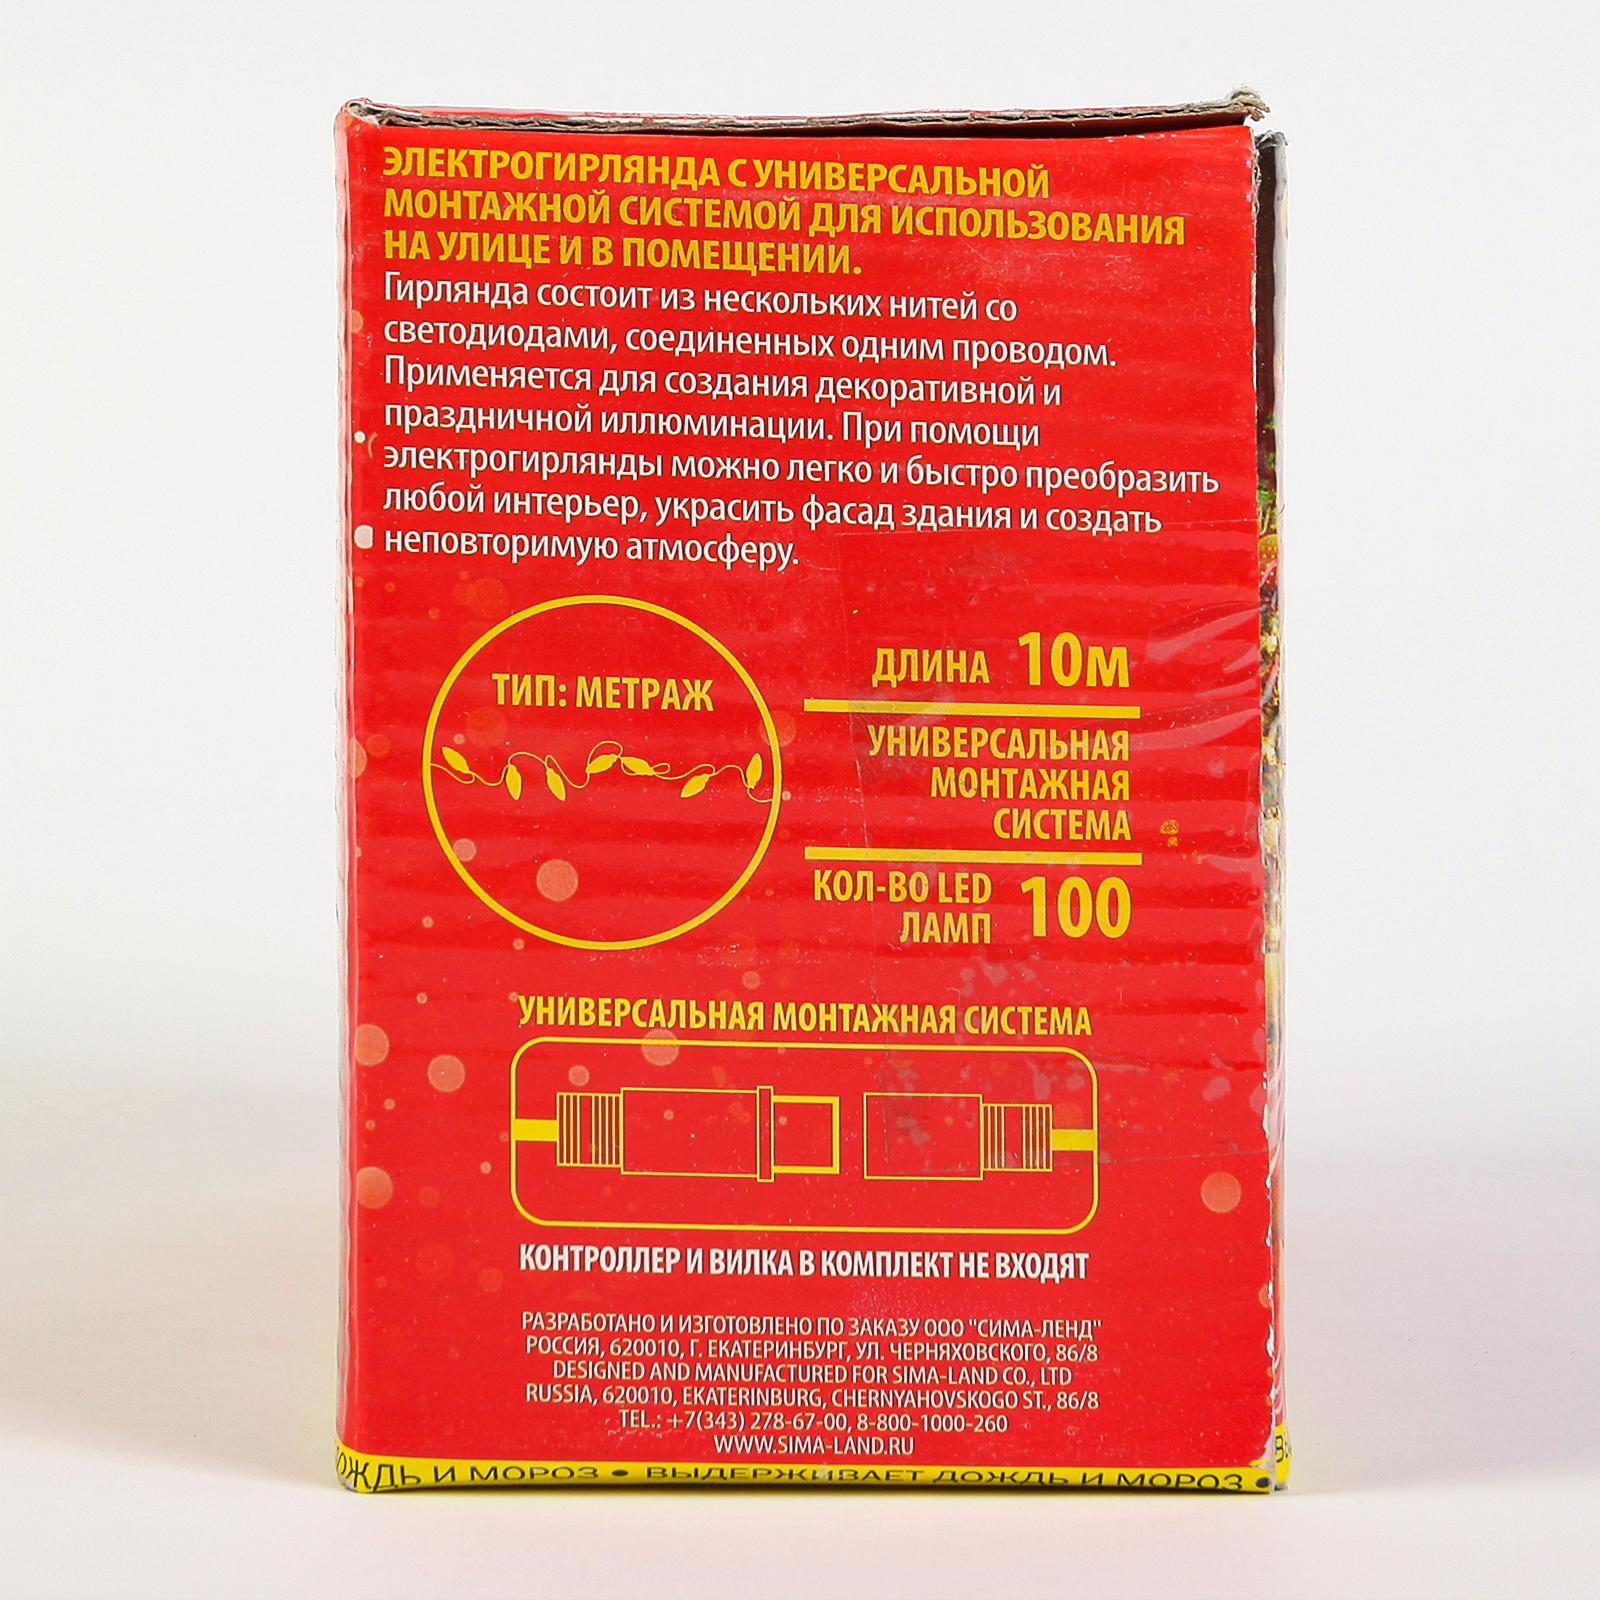 ЭЛЕКТРОГИРЛЯНДА С УНИВЕРСАЛЬНОЙ
МОНТАЖНОЙ СИСТЕМОЙ ДЛЯ ИСПОЛЬЗОВАНИЯ
НА УЛИЦЕ И В ПОМЕЩЕНИИ.
Гирлянда состоит из нескольких нитей со
светодиодами, соединенных одним проводом.
Применяется для создания декоративной и
праздничной иллюминации. При помощи
электрогирлянды можно легко и быстро преобразить
любой интерьер, украсить фасад здания и создать
неповторимую атмосферу.
ТИП: МЕТРАЖ
ДЛИНА 10м
УНИВЕРСАЛЬНАЯ
МОНТАЖНАЯ
СИСТЕМА
КОЛ-ВО LED
ЛАМП 100
УНИВЕРСАЛЬНАЯ МОНТАЖНАЯ СИСТЕМА
КОНТРОЛЛЕР И ВИЛКА В КОМПЛЕКТ НЕ ВХОДЯТ
РАЗРАБОТАНО И ИЗГОТОВЛЕНО ПО ЗАКАЗУ ООО "СИМА-ЛЕНД"
РОССИЯ, 620010, Г. ЕКАТЕРИНБУРГ, УЛ. ЧЕРНЯХОВСКОГО, 86/8
DESIGNED AND MANUFACTURED FOR SIMA-LAND CO., LTD
RUSSIA, 620010, EKATERINBURG, CHERNYAHOVSKOGO ST., 86/8
TEL.: +7(343) 278-67-00, 8-800-1000-260
WWW.SIMA-LAND.RU
ОЖДЬ И МОРОЗ • ВЫДЕРЖИВАЕТ ДОЖДЬ И МОРОЗ •